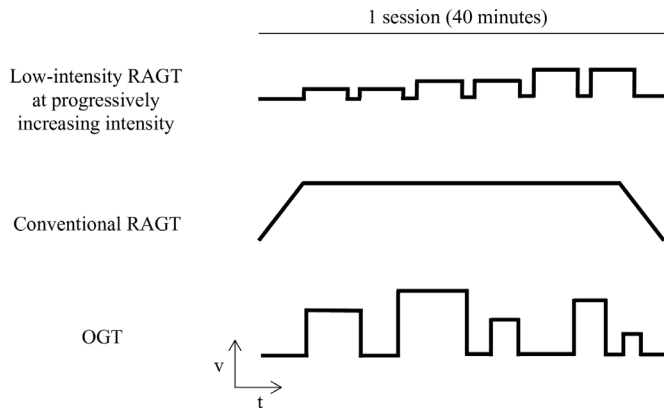 1 session (40 minutes)
Low-intensity RAGT
at progressively
increasing intensity
Conventional RAGT
OGT
v
t